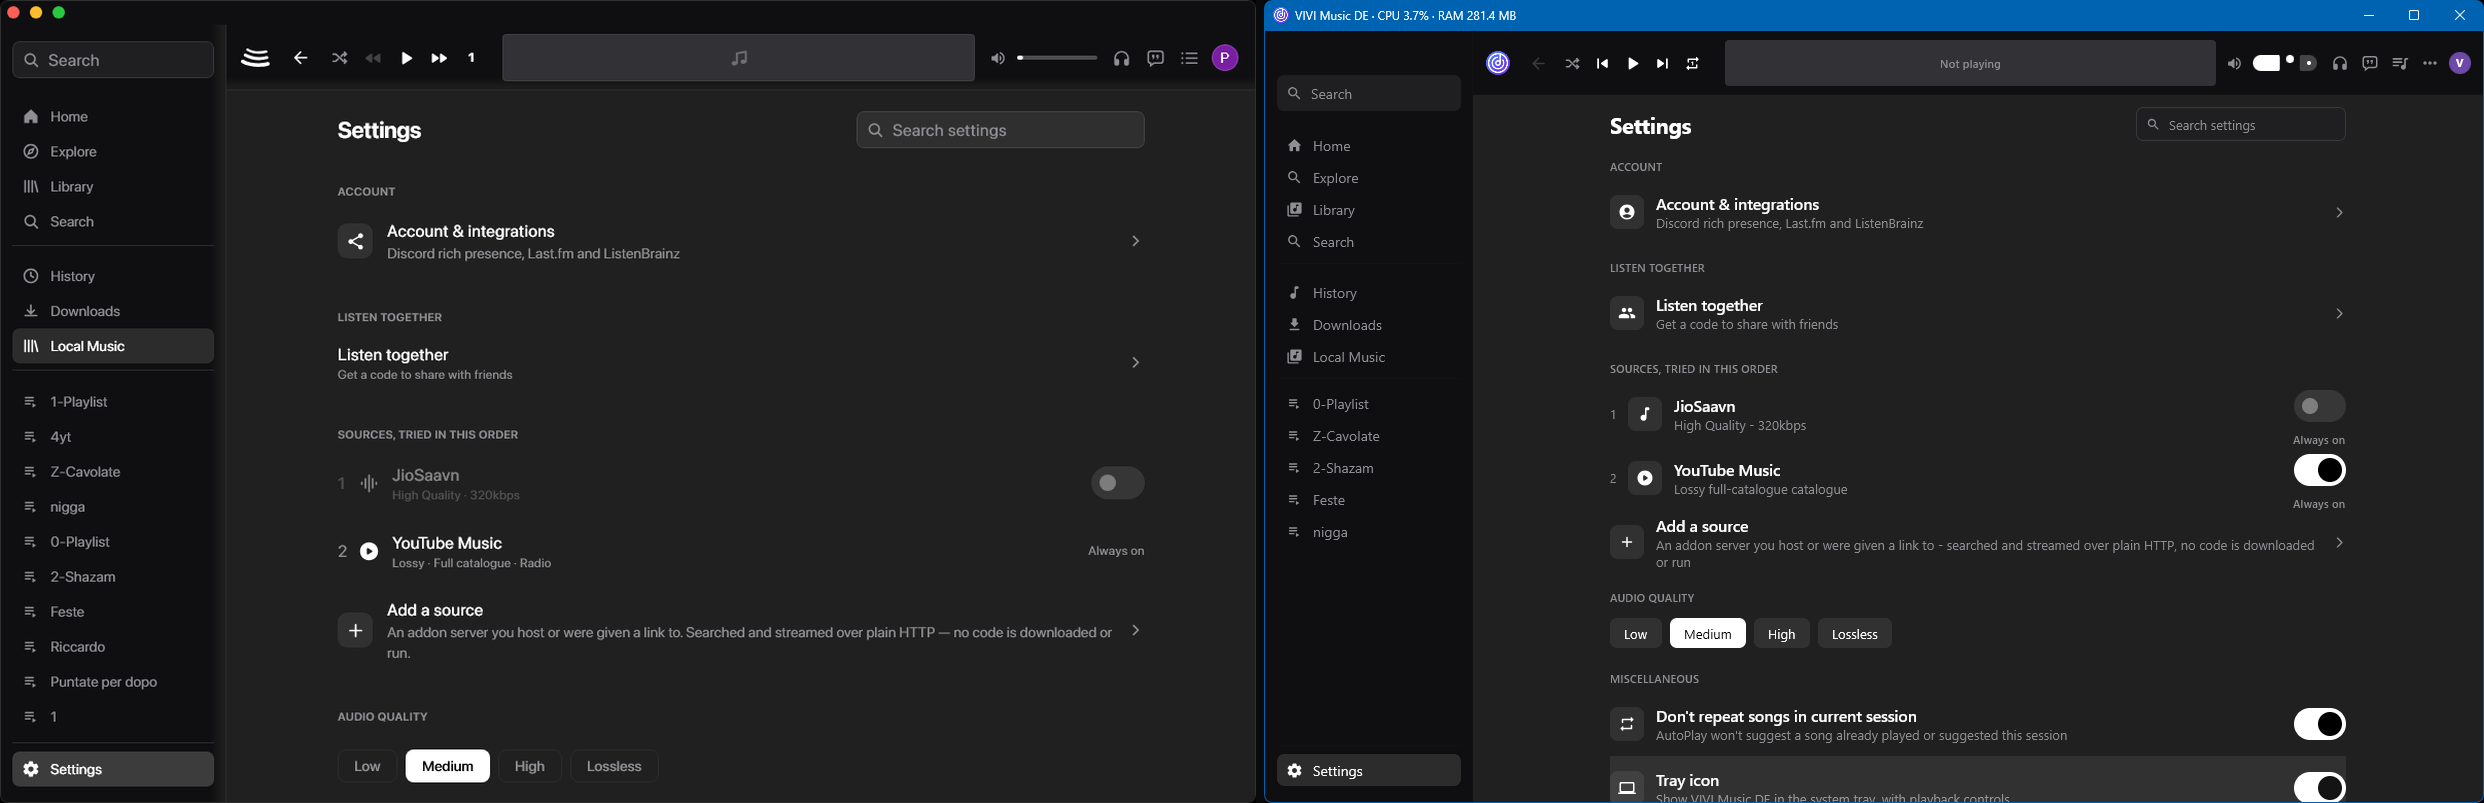 Search
Home
Explore
Library
Search
History
Downloads
Local Music
1-Playlist
4yt
Z-Cavolate
nigga
0-Playlist
2-Shazam
Feste
Riccardo
Puntate per dopo
1
Settings
1
P
Settings
Search settings
ACCOUNT
Account & integrations
Discord rich presence, Last.fm and ListenBrainz
LISTEN TOGETHER
Listen together
Get a code to share with friends
SOURCES, TRIED IN THIS ORDER
1 JioSaavn
High Quality · 320kbps
2 YouTube Music
Lossy · Full catalogue · Radio
Always on
Add a source
An addon server you host or were given a link to. Searched and streamed over plain HTTP — no code is downloaded or
run.
AUDIO QUALITY
Low Medium High Lossless
VIVI Music DE · CPU 3.7% · RAM 281.4 MB
Search
Home
Explore
Library
Search
History
Downloads
Local Music
0-Playlist
Z-Cavolate
2-Shazam
Feste
nigga
Settings
Not playing
V
Settings
Search settings
ACCOUNT
Account & integrations
Discord rich presence, Last.fm and ListenBrainz
LISTEN TOGETHER
Listen together
Get a code to share with friends
SOURCES, TRIED IN THIS ORDER
1 JioSaavn
High Quality - 320kbps
Always on
2 YouTube Music
Lossy full-catalogue catalogue
Always on
Add a source
An addon server you host or were given a link to - searched and streamed over plain HTTP, no code is downloaded
or run
AUDIO QUALITY
Low Medium High Lossless
MISCELLANEOUS
Don't repeat songs in current session
AutoPlay won't suggest a song already played or suggested this session
Tray icon
Show VIVI Music DE in the system tray, with playback controls